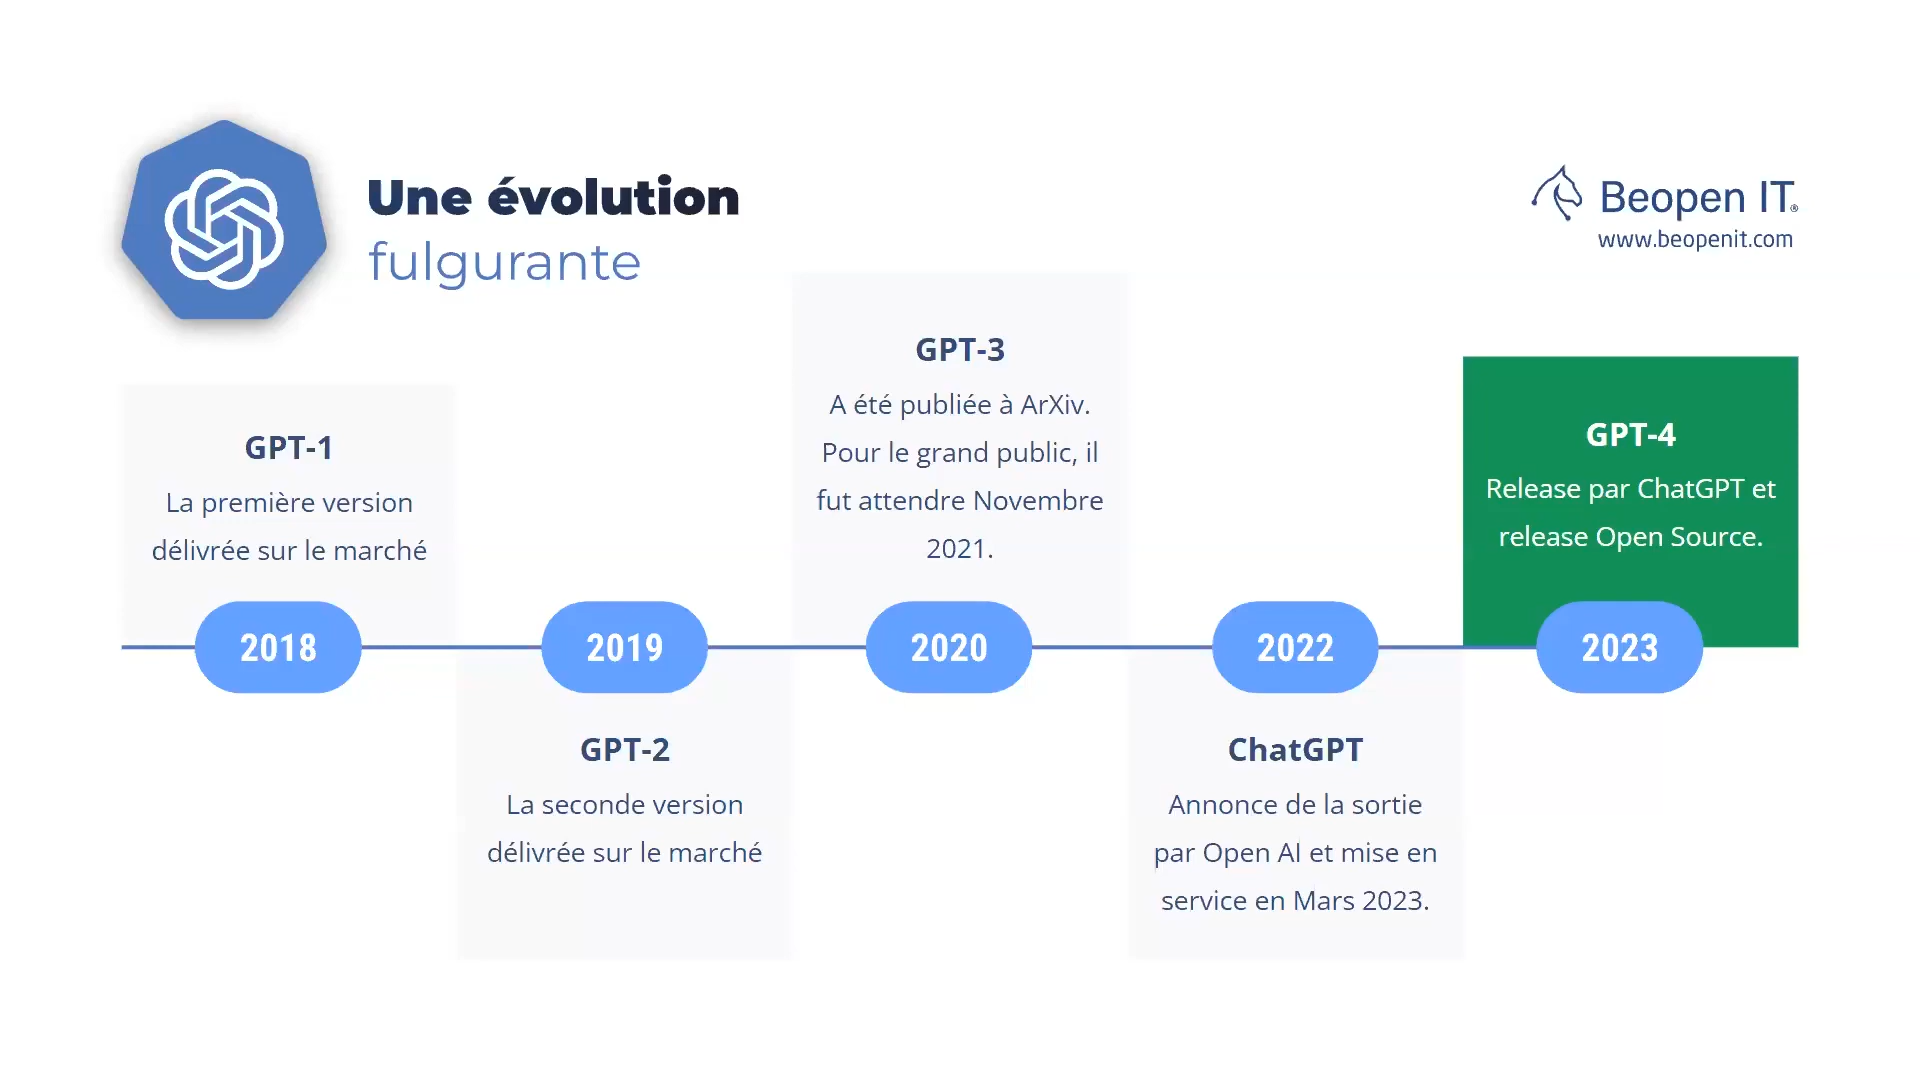 Une évolution
fulgurante
Beopen IT®
www.beopenit.com
GPT-1
La première version
délivrée sur le marché
2018
GPT-2
La seconde version
délivrée sur le marché
2019
GPT-3
A été publiée à ArXiv.
Pour le grand public, il
fut attendre Novembre
2021.
2020
ChatGPT
Annonce de la sortie
par Open AI et mise en
service en Mars 2023.
2022
GPT-4
Release par ChatGPT et
release Open Source.
2023